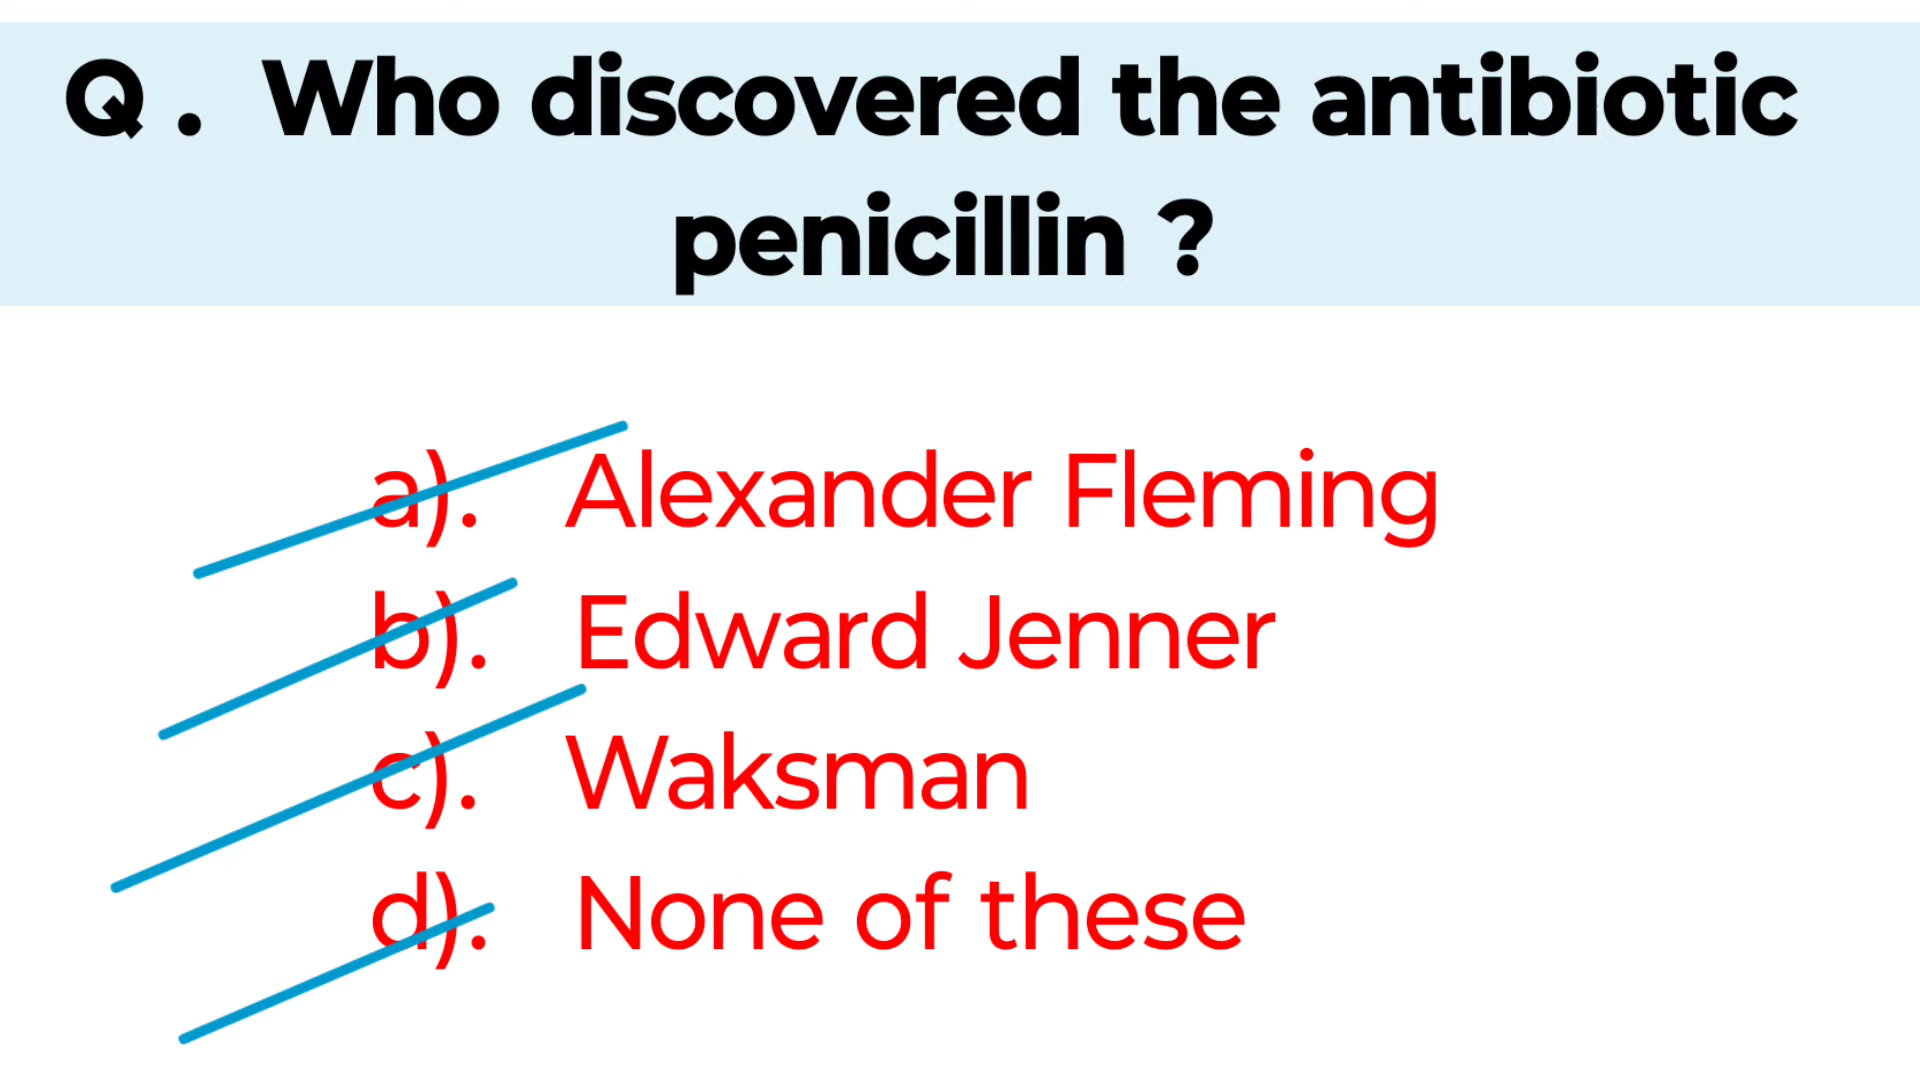 Q . Who discovered the antibiotic
penicillin ?
a). Alexander Fleming
b). Edward Jenner
c). Waksman
d). None of these